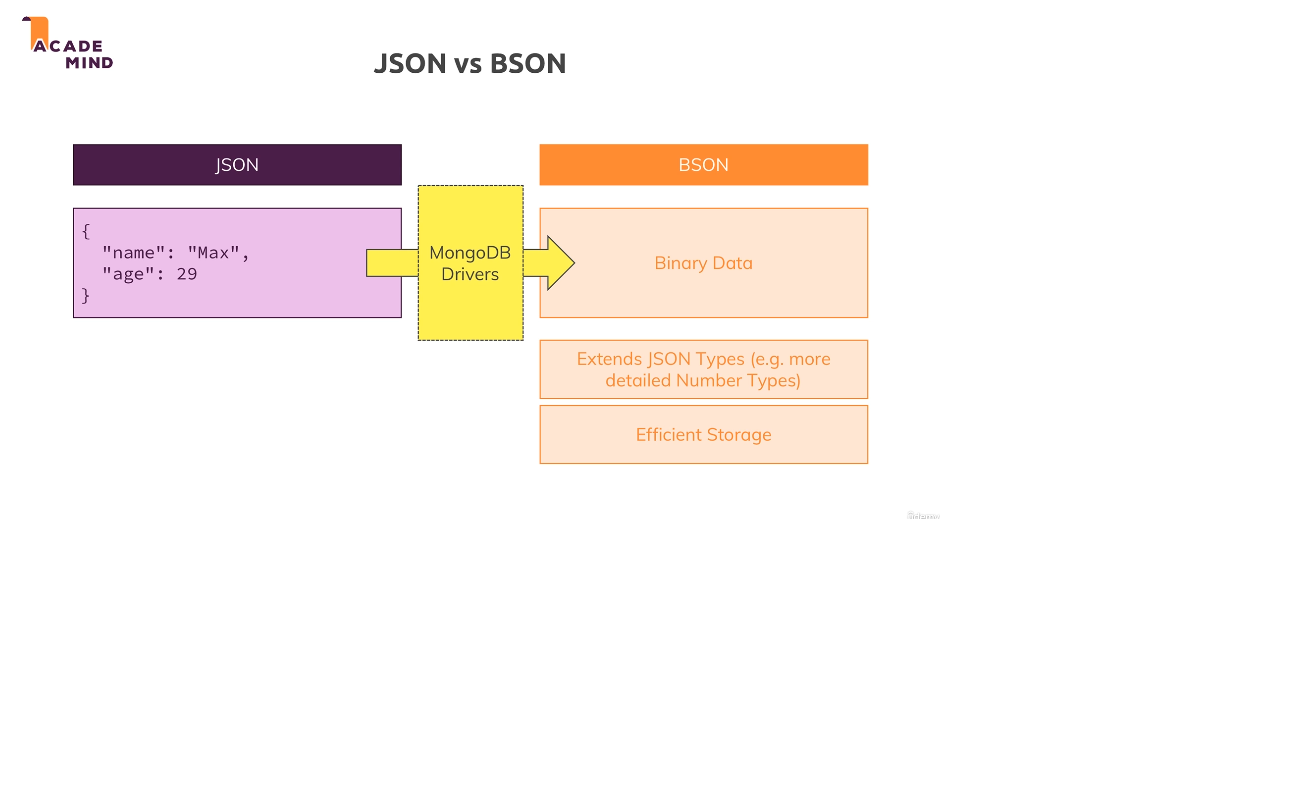 ACADE
MIND
JSON vs BSON
JSON
BSON
{
"name": "Max",
"age": 29
}
MongoDB
Drivers
Binary Data
Extends JSON Types (e.g. more
detailed Number Types)
Efficient Storage